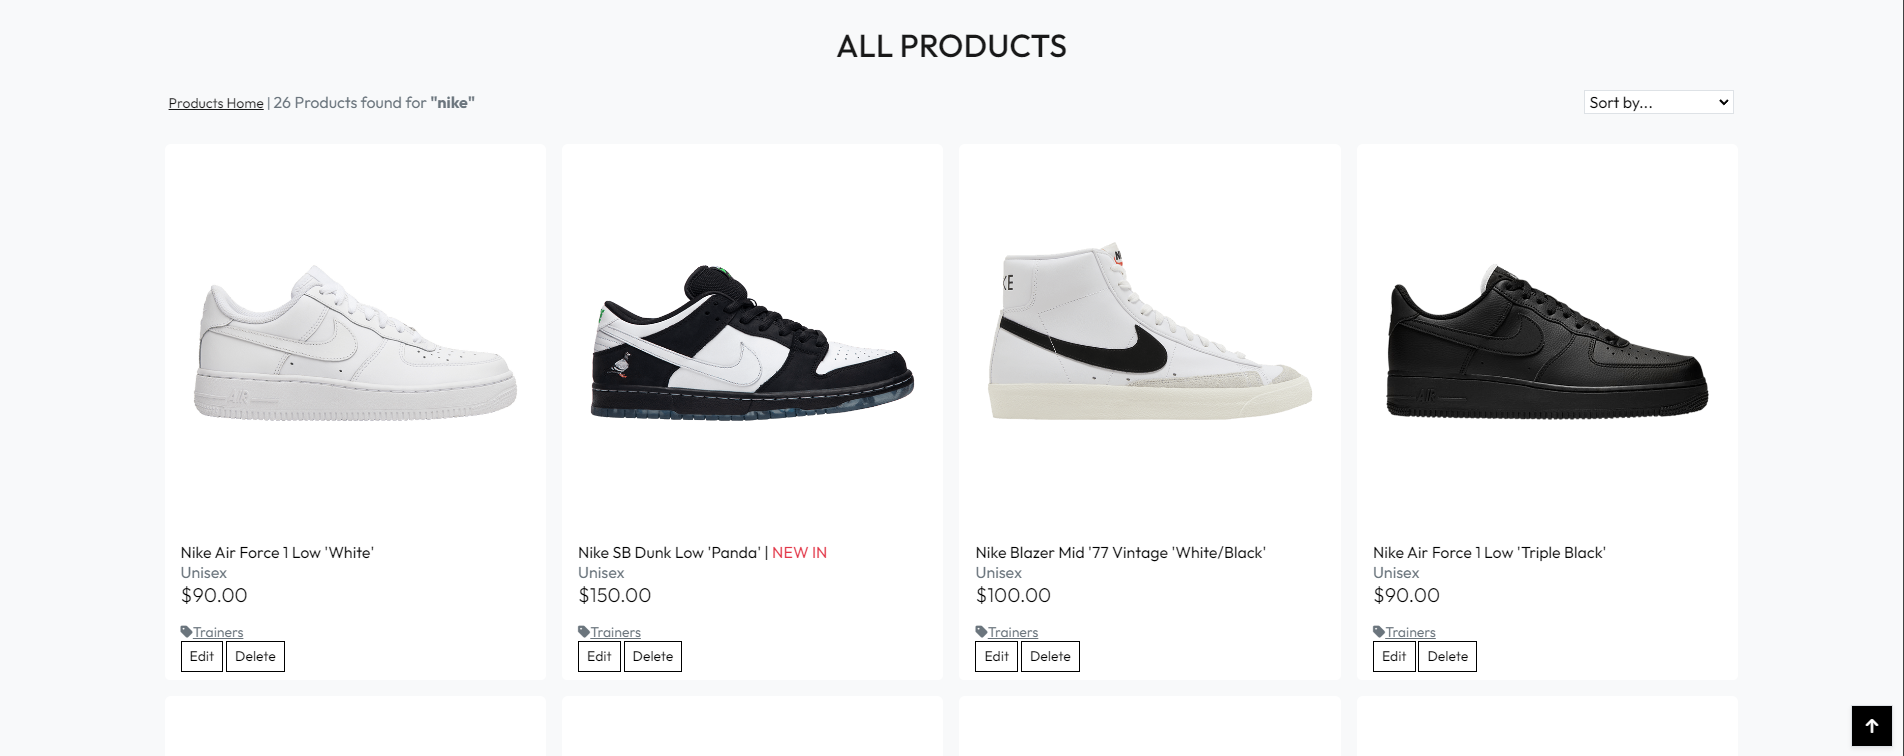 ALL PRODUCTS
Products Home | 26 Products found for "nike"
Sort by...
Nike Air Force 1 Low 'White'
Unisex
$90.00
Trainers
Edit Delete
Nike SB Dunk Low 'Panda' | NEW IN
Unisex
$150.00
Trainers
Edit Delete
KE
Nike Blazer Mid '77 Vintage 'White/Black'
Unisex
$100.00
Trainers
Edit Delete
AIR
Nike Air Force 1 Low 'Triple Black'
Unisex
$90.00
Trainers
Edit Delete